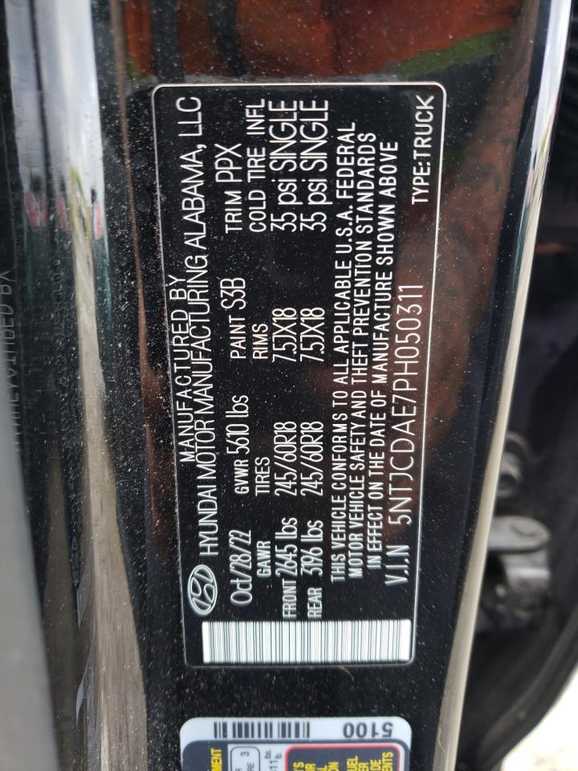 MANUFACTURED BY
HYUNDAI MOTOR MANUFACTURING ALABAMA, LLC
Oct/28/22 GVWR 5610 lbs PAINT S3B TRIM PPX
GAWR TIRES RIMS COLD TIRE INFL
FRONT 2645 lbs 245/60R18 7.5JX18 35 psi SINGLE
REAR 3196 lbs 245/60R18 7.5JX18 35 psi SINGLE
THIS VEHICLE CONFORMS TO ALL APPLICABLE U.S.A. FEDERAL
MOTOR VEHICLE SAFETY AND THEFT PREVENTION STANDARDS
IN EFFECT ON THE DATE OF MANUFACTURE SHOWN ABOVE
V.I.N 5NTJCDAE7PH050311 TYPE:TRUCK
5100